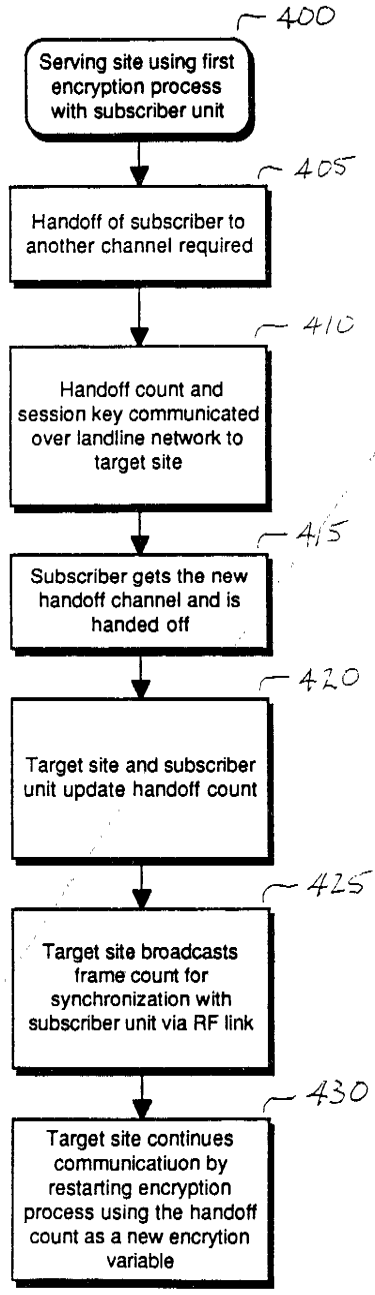 400
Serving site using first
encryption process
with subscriber unit
405
Handoff of subscriber to
another channel required
410
Handoff count and
session key communicated
over landline network to
target site
415
Subscriber gets the new
handoff channel and is
handed off
420
Target site and subscriber
unit update handoff count
425
Target site broadcasts
frame count for
synchronization with
subscriber unit via RF link
430
Target site continues
communicatiuon by
restarting encryption
process using the handoff
count as a new encrytion
variable